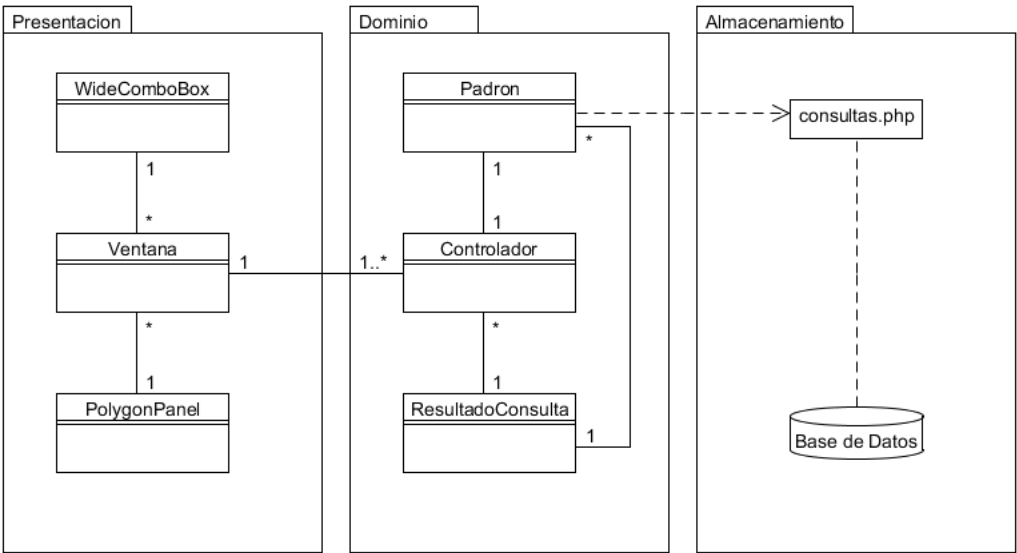 Presentacion
Dominio
Almacenamiento
WideComboBox
1
*
Ventana
1
*
1
PolygonPanel
Padron
*
1
1
1..*
Controlador
*
1
ResultadoConsulta
1
consultas.php
Base de Datos